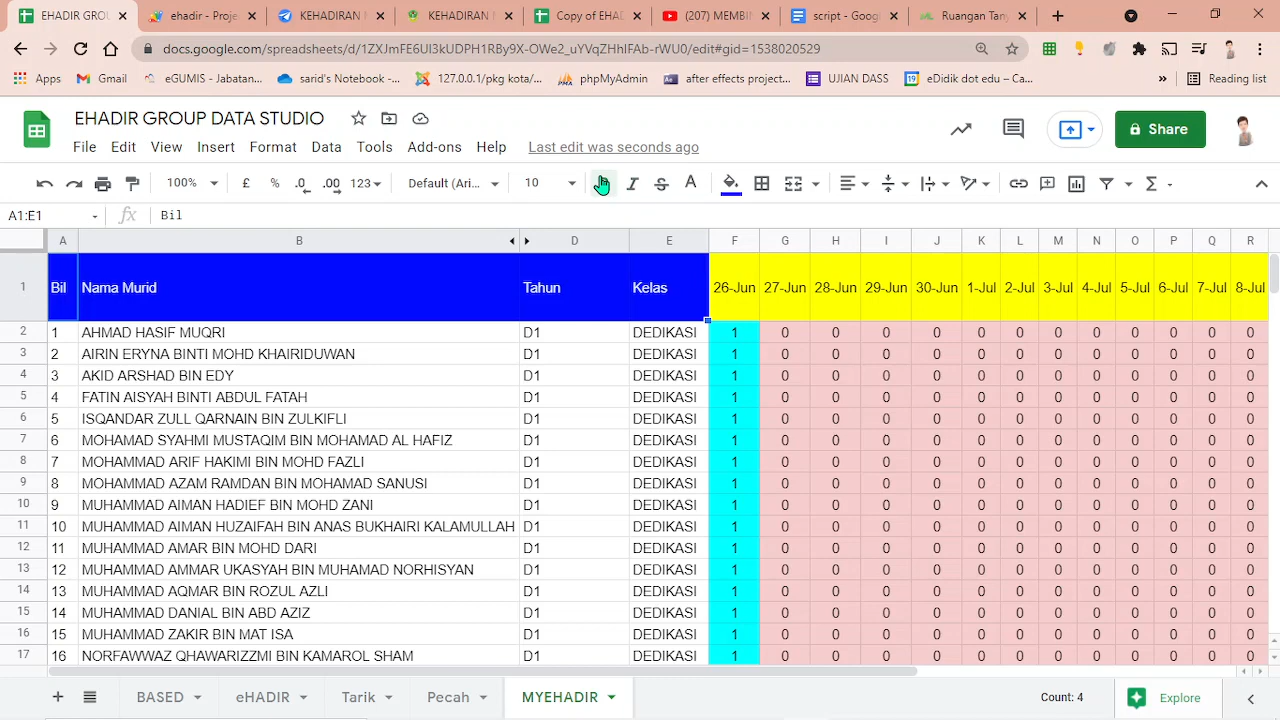 EHADIR GROUP
ehadir - Proje
KEHADIRAN M
KEHADIRAN M
Copy of EHAD
(207) MEMBIN
script - Googl
Ruangan Tan
docs.google.com/spreadsheets/d/1ZXJmFE6UI3kUDPH1RBy9X-OWe2_uYVqZHhlFAb-rWU0/edit#gid=1538020529
Apps
Gmail
eGUMIS - Jabatan...
sarid's Notebook -...
127.0.0.1/pkg kota/...
phpMyAdmin
after effects project...
UJIAN DASS
eDidik dot edu – Ca...
»
Reading list
EHADIR GROUP DATA STUDIO
File Edit View Insert Format Data Tools Add-ons Help Last edit was seconds ago
Share
100% £ % .0 .00 123 Default (Ari... 10
A1:E1 fx Bil
A B D E F G H I J K L M N O P Q R
1 Bil Nama Murid Tahun Kelas 26-Jun 27-Jun 28-Jun 29-Jun 30-Jun 1-Jul 2-Jul 3-Jul 4-Jul 5-Jul 6-Jul 7-Jul 8-Jul
2 1 AHMAD HASIF MUQRI D1 DEDIKASI 1 0 0 0 0 0 0 0 0 0 0 0 0
3 2 AIRIN ERYNA BINTI MOHD KHAIRIDUWAN D1 DEDIKASI 1 0 0 0 0 0 0 0 0 0 0 0 0
4 3 AKID ARSHAD BIN EDY D1 DEDIKASI 1 0 0 0 0 0 0 0 0 0 0 0 0
5 4 FATIN AISYAH BINTI ABDUL FATAH D1 DEDIKASI 1 0 0 0 0 0 0 0 0 0 0 0 0
6 5 ISQANDAR ZULL QARNAIN BIN ZULKIFLI D1 DEDIKASI 1 0 0 0 0 0 0 0 0 0 0 0 0
7 6 MOHAMAD SYAHMI MUSTAQIM BIN MOHAMAD AL HAFIZ D1 DEDIKASI 1 0 0 0 0 0 0 0 0 0 0 0 0
8 7 MOHAMMAD ARIF HAKIMI BIN MOHD FAZLI D1 DEDIKASI 1 0 0 0 0 0 0 0 0 0 0 0 0
9 8 MOHAMMAD AZAM RAMDAN BIN MOHAMAD SANUSI D1 DEDIKASI 1 0 0 0 0 0 0 0 0 0 0 0 0
10 9 MUHAMMAD AIMAN HADIEF BIN MOHD ZANI D1 DEDIKASI 1 0 0 0 0 0 0 0 0 0 0 0 0
11 10 MUHAMMAD AIMAN HUZAIFAH BIN ANAS BUKHAIRI KALAMULLAH D1 DEDIKASI 1 0 0 0 0 0 0 0 0 0 0 0 0
12 11 MUHAMMAD AMAR BIN MOHD DARI D1 DEDIKASI 1 0 0 0 0 0 0 0 0 0 0 0 0
13 12 MUHAMMAD AMMAR UKASYAH BIN MUHAMAD NORHISYAN D1 DEDIKASI 1 0 0 0 0 0 0 0 0 0 0 0 0
14 13 MUHAMMAD AQMAR BIN ROZUL AZLI D1 DEDIKASI 1 0 0 0 0 0 0 0 0 0 0 0 0
15 14 MUHAMMAD DANIAL BIN ABD AZIZ D1 DEDIKASI 1 0 0 0 0 0 0 0 0 0 0 0 0
16 15 MUHAMMAD ZAKIR BIN MAT ISA D1 DEDIKASI 1 0 0 0 0 0 0 0 0 0 0 0 0
17 16 NORFAWWAZ QHAWARIZZMI BIN KAMAROL SHAM D1 DEDIKASI 1 0 0 0 0 0 0 0 0 0 0 0 0
BASED eHADIR Tarik Pecah MYEHADIR Count: 4 Explore